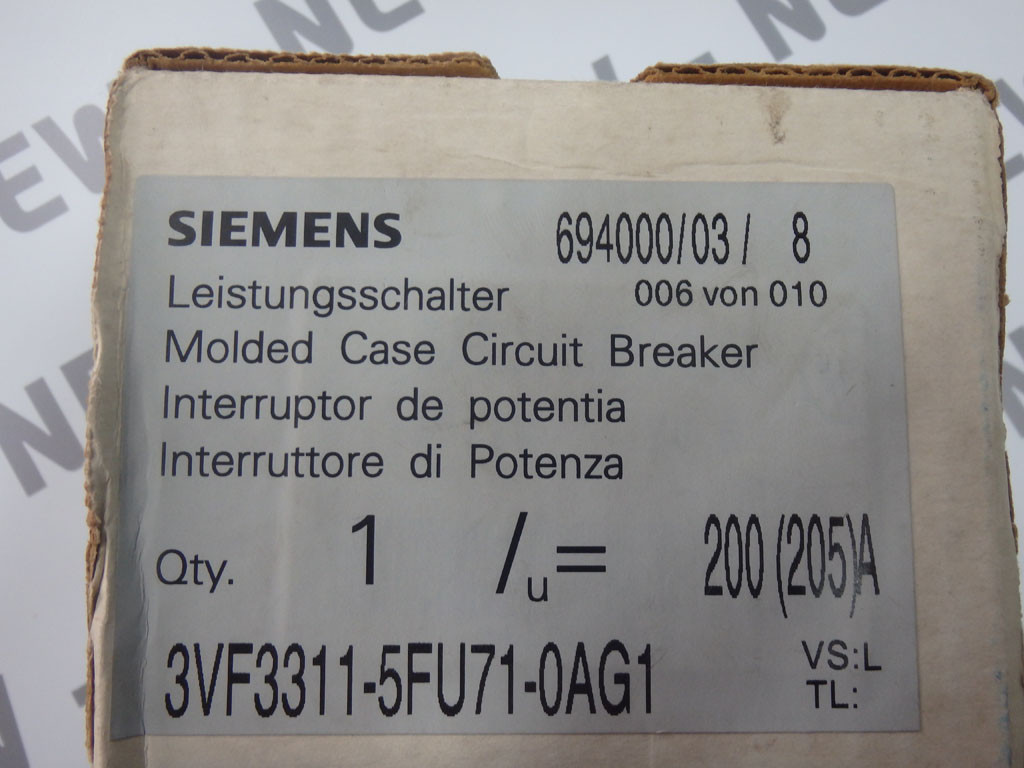 SIEMENS 694000/03/ 8
Leistungsschalter 006 von 010
Molded Case Circuit Breaker
Interruptor de potentia
Interruttore di Potenza
Qty. 1 Iu= 200 (205)A
3VF3311-5FU71-0AG1 VS:L
TL: